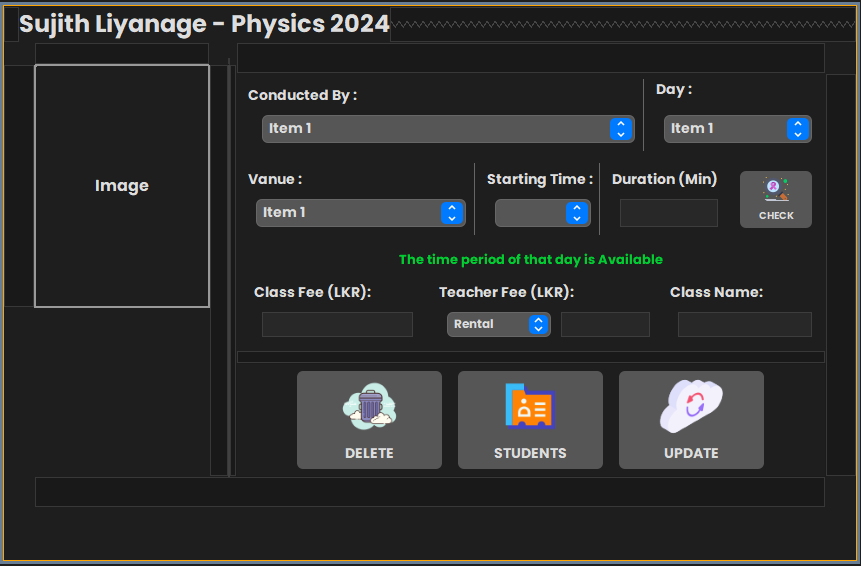 Sujith Liyanage - Physics 2024
Image
Conducted By :
Day :
Item 1
Item 1
Vanue :
Starting Time :
Duration (Min)
Item 1
CHECK
The time period of that day is Available
Class Fee (LKR):
Teacher Fee (LKR):
Class Name:
Rental
DELETE
STUDENTS
UPDATE